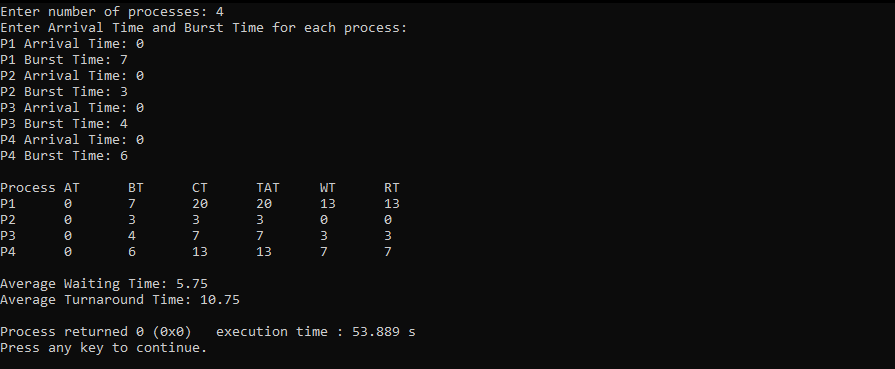 Enter number of processes: 4
Enter Arrival Time and Burst Time for each process:
P1 Arrival Time: 0
P1 Burst Time: 7
P2 Arrival Time: 0
P2 Burst Time: 3
P3 Arrival Time: 0
P3 Burst Time: 4
P4 Arrival Time: 0
P4 Burst Time: 6
Process AT BT CT TAT WT RT
P1 0 7 20 20 13 13
P2 0 3 3 3 0 0
P3 0 4 7 7 3 3
P4 0 6 13 13 7 7
Average Waiting Time: 5.75
Average Turnaround Time: 10.75
Process returned 0 (0x0) execution time : 53.889 s
Press any key to continue.